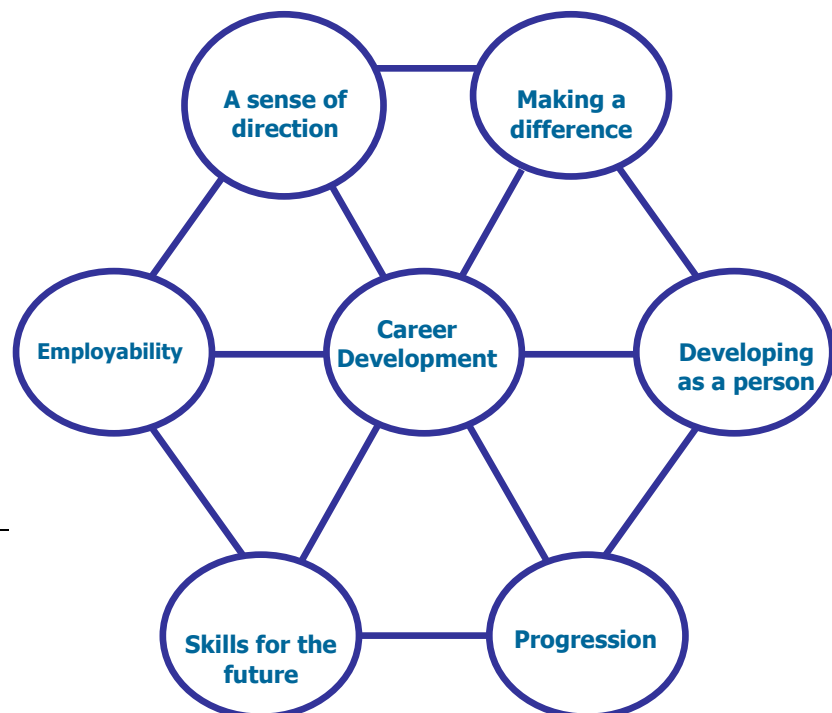 A sense of
direction
Making a
difference
Employability
Career
Development
Developing
as a person
Skills for the
future
Progression